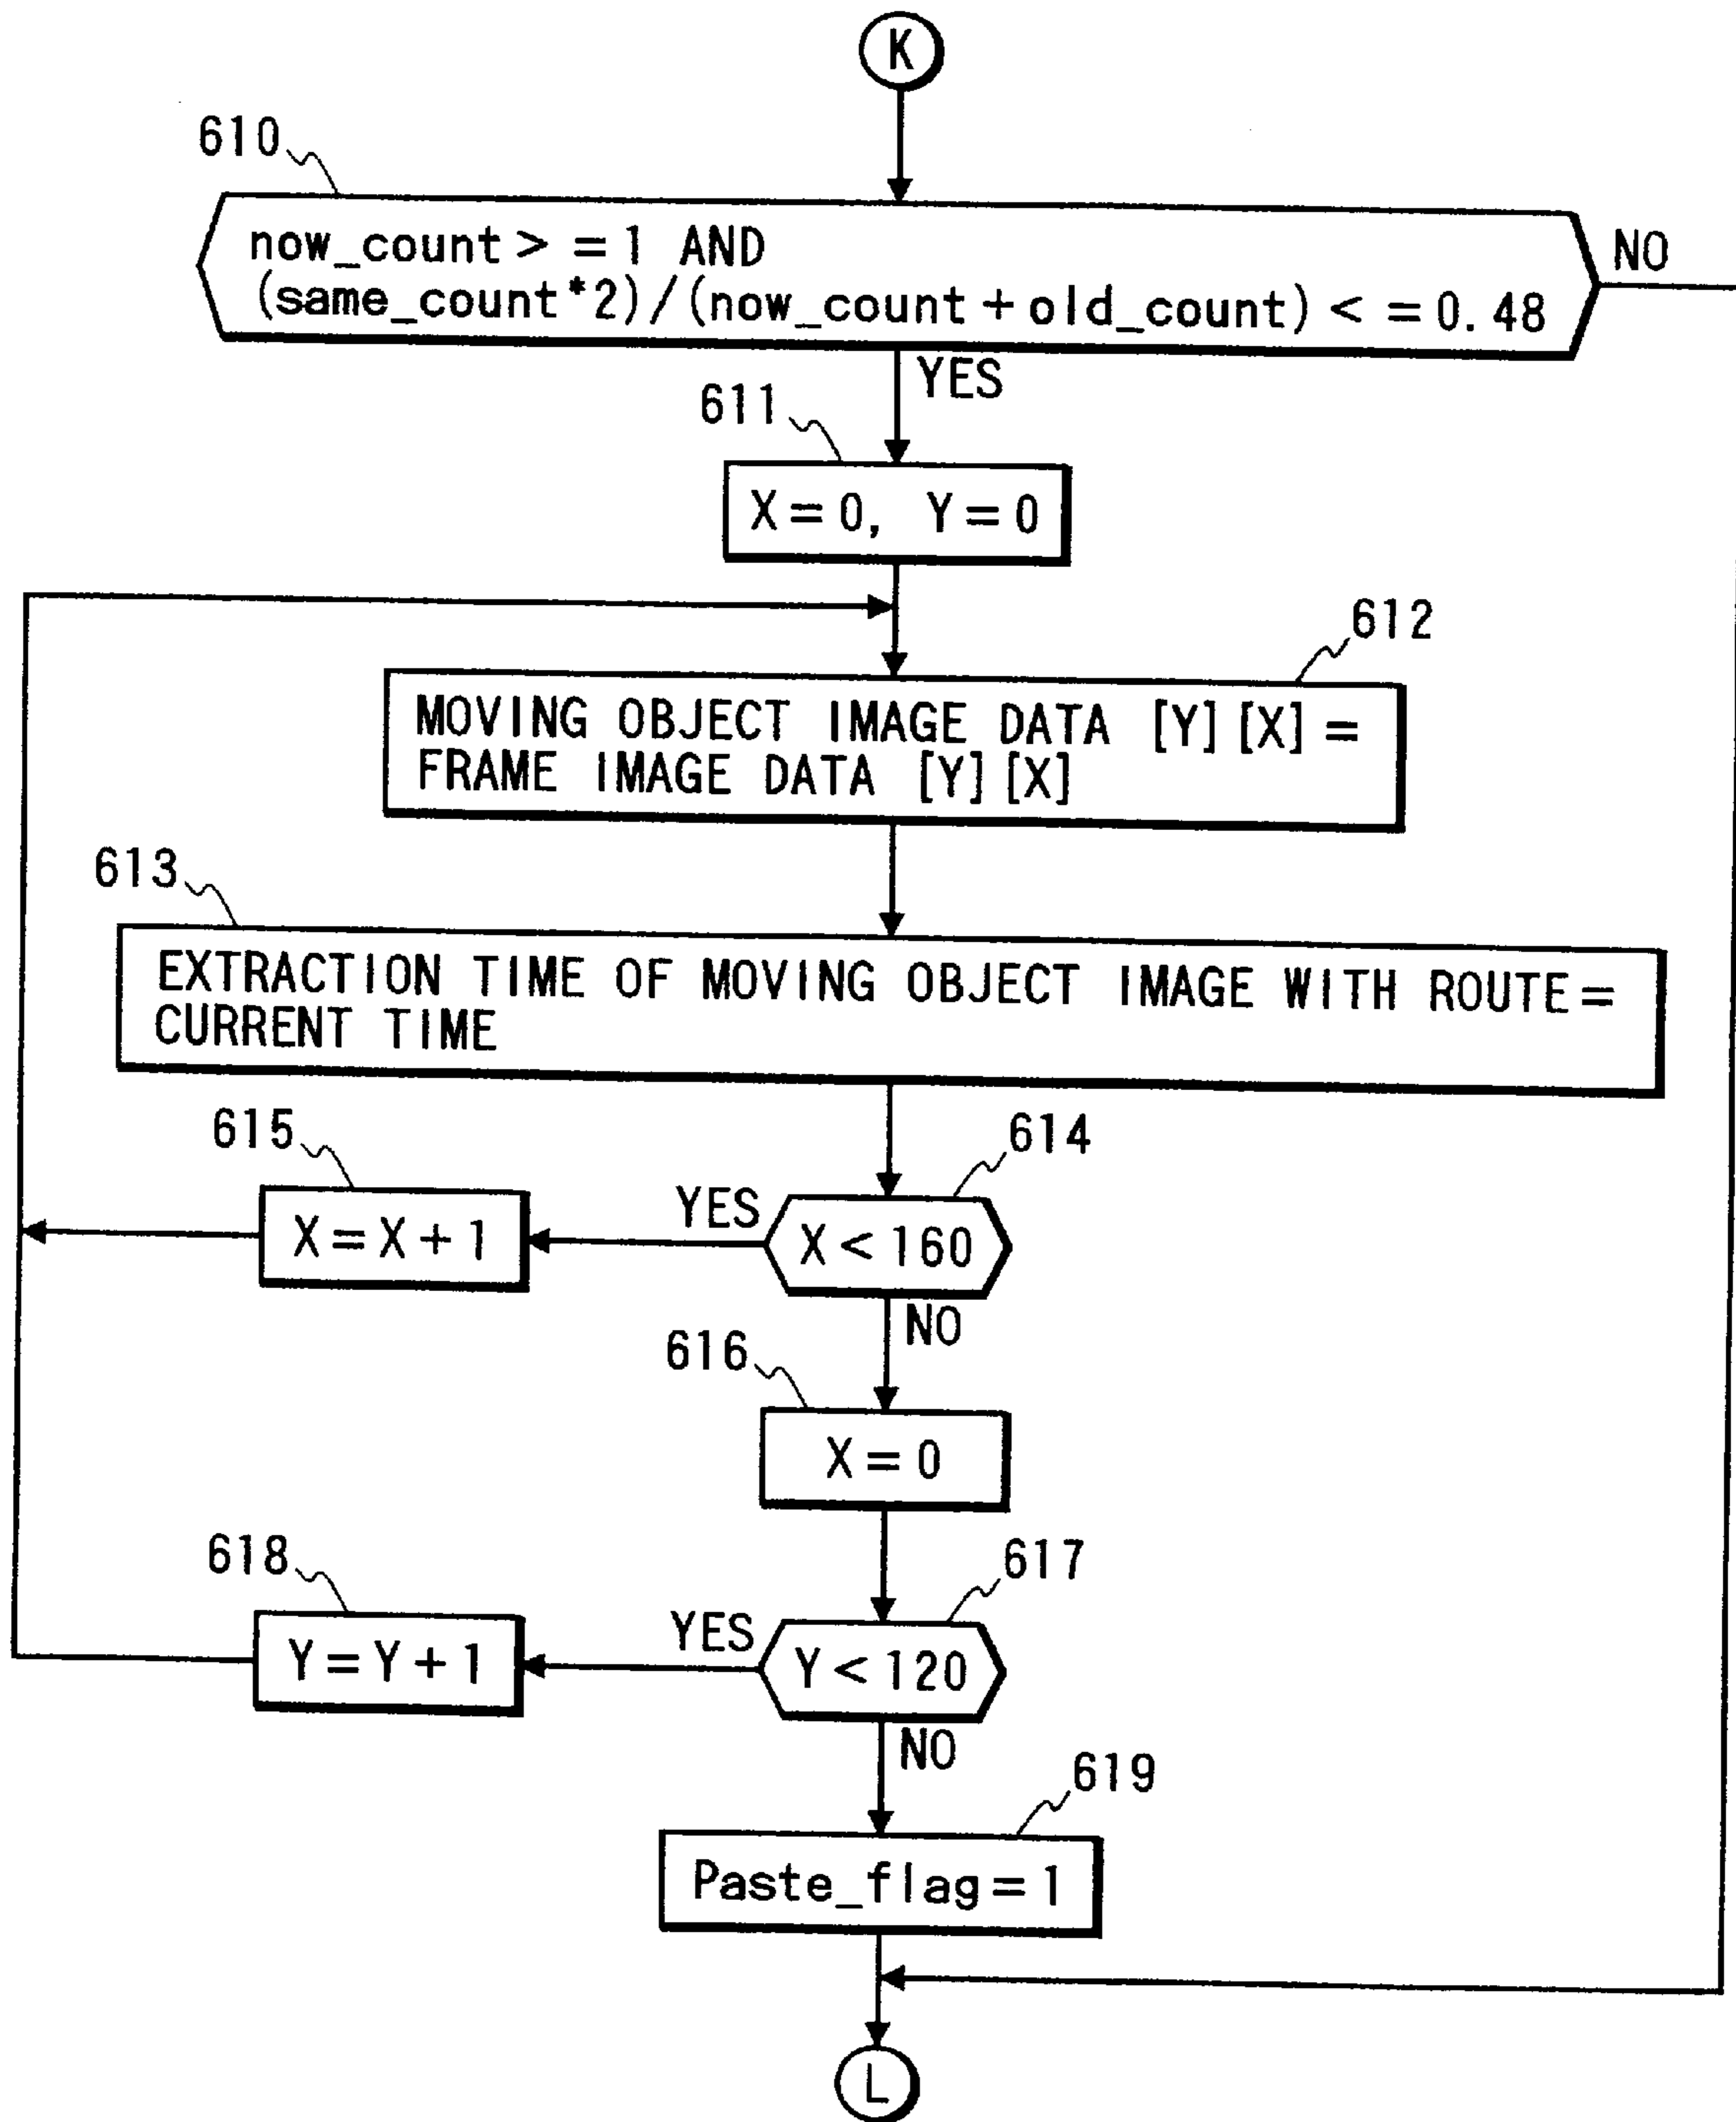 K
610
now_count > = 1 AND
(same_count*2)/(now_count + old_count) < = 0.48
NO
YES
611
X = 0, Y = 0
612
MOVING OBJECT IMAGE DATA [Y] [X] =
FRAME IMAGE DATA [Y] [X]
613
EXTRACTION TIME OF MOVING OBJECT IMAGE WITH ROUTE =
CURRENT TIME
615
614
X = X + 1
YES
X < 160
NO
616
X = 0
618
617
Y = Y + 1
YES
Y < 120
NO
619
Paste_flag = 1
L